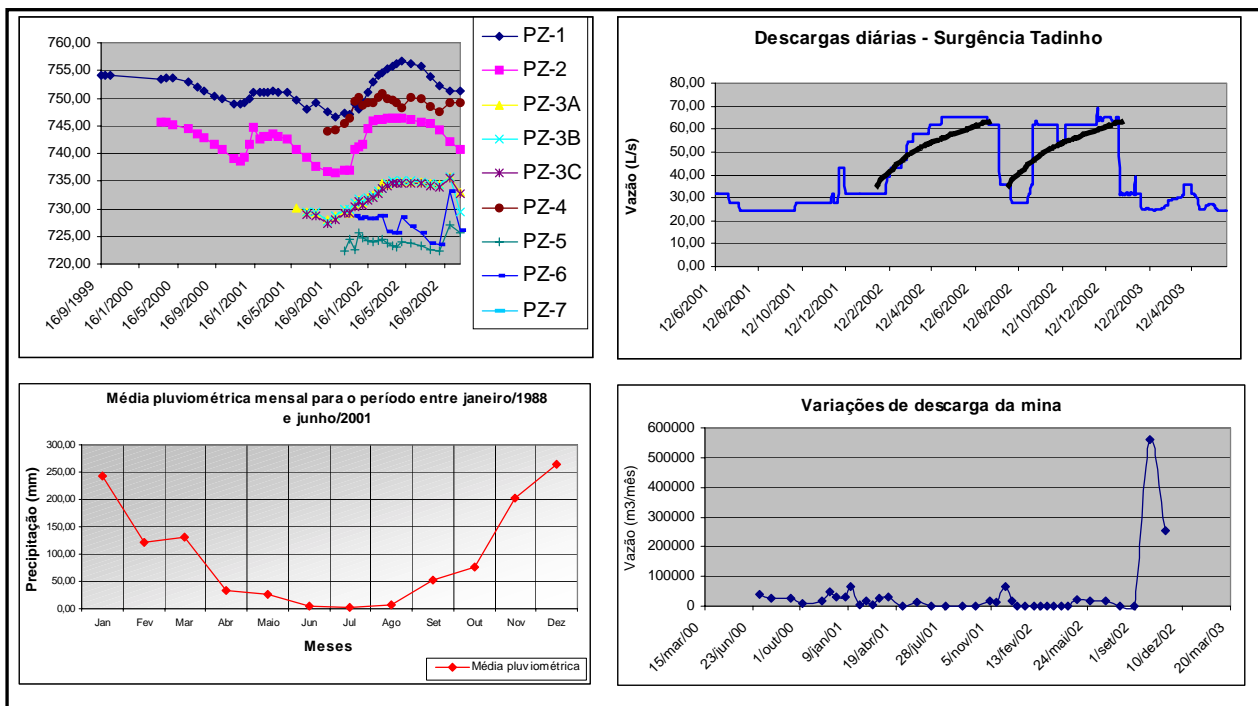 760,00
755,00
750,00
745,00
740,00
735,00
730,00
725,00
720,00
16/9/1999
16/1/2000
16/5/2000
16/9/2000
16/1/2001
16/5/2001
16/9/2001
16/1/2002
16/5/2002
16/9/2002
PZ-1
PZ-2
PZ-3A
PZ-3B
PZ-3C
PZ-4
PZ-5
PZ-6
PZ-7
Descargas diárias - Surgência Tadinho
Vazão (L/s)
80,00
70,00
60,00
50,00
40,00
30,00
20,00
10,00
0,00
12/6/2001
12/8/2001
12/10/2001
12/12/2001
12/2/2002
12/4/2002
12/6/2002
12/8/2002
12/10/2002
12/12/2002
12/2/2003
12/4/2003
Média pluviométrica mensal para o período entre janeiro/1988
e junho/2001
Precipitação (mm)
300,00
250,00
200,00
150,00
100,00
50,00
0,00
Jan Fev Mar Abr Maio Jun Jul Ago Set Out Nov Dez
Meses
Média pluviométrica
Variações de descarga da mina
Vazão (m3/mês)
600000
500000
400000
300000
200000
100000
0
15/mar/00
23/jun/00
1/out/00
9/jan/01
19/abr/01
28/jul/01
5/nov/01
13/fev/02
24/mai/02
1/set/02
10/dez/02
20/mar/03